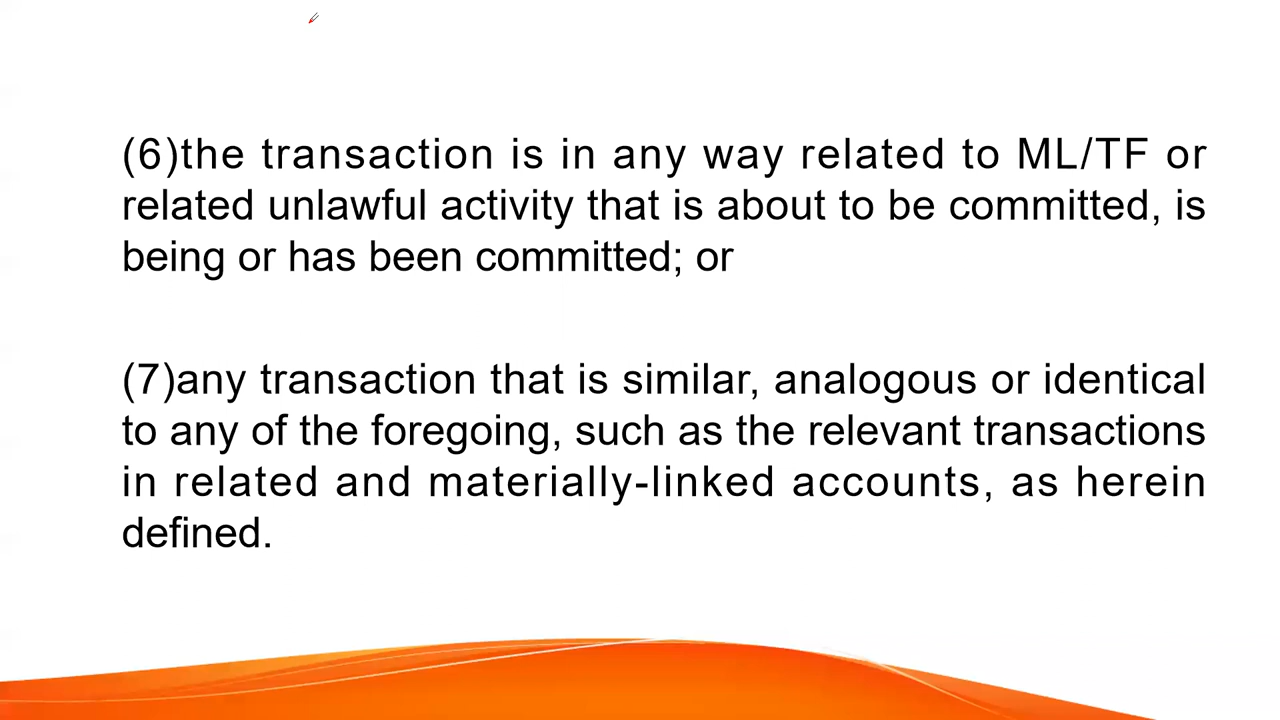 (6)the transaction is in any way related to ML/TF or
related unlawful activity that is about to be committed, is
being or has been committed; or
(7)any transaction that is similar, analogous or identical
to any of the foregoing, such as the relevant transactions
in related and materially-linked accounts, as herein
defined.